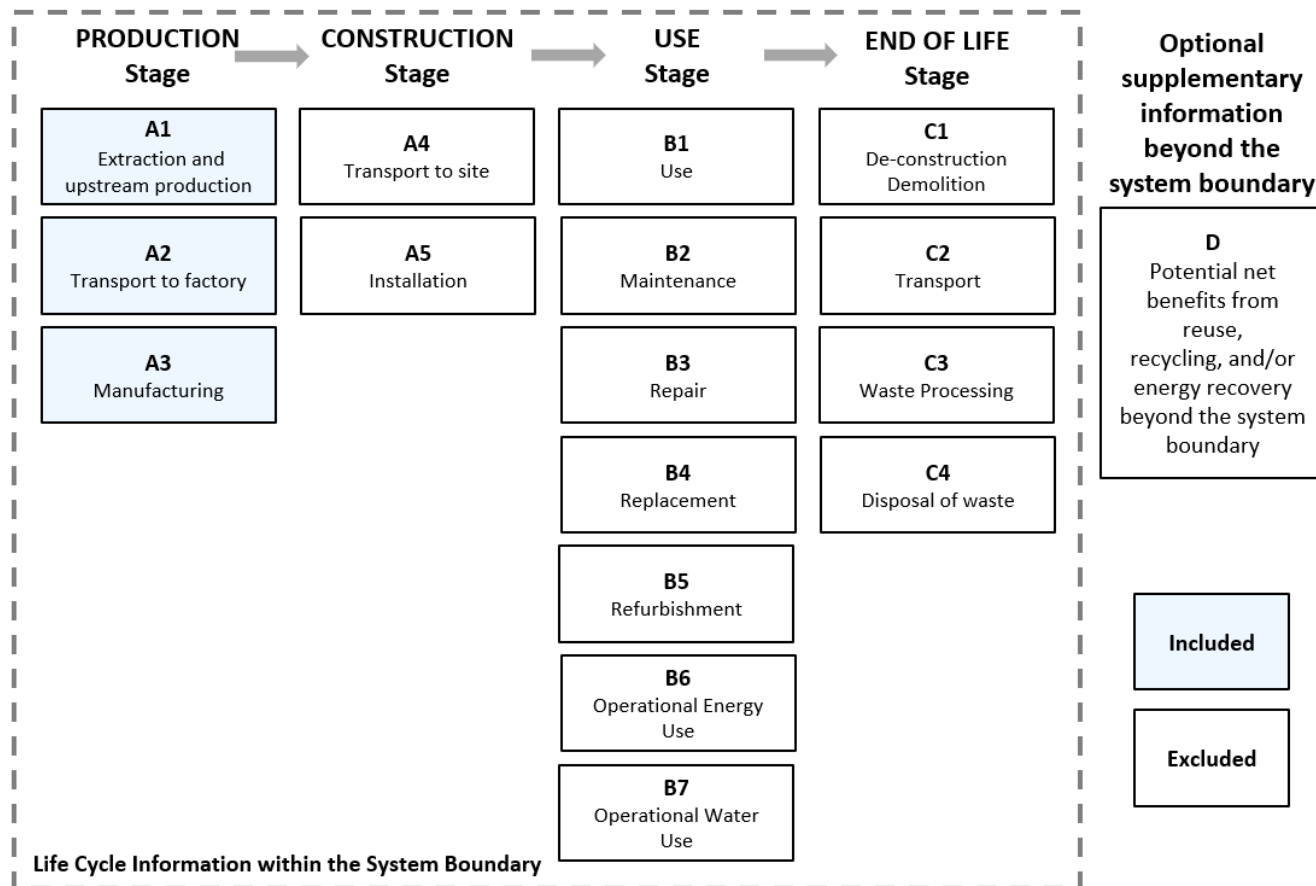 PRODUCTION
Stage
CONSTRUCTION
Stage
USE
Stage
END OF LIFE
Stage
A1
Extraction and
upstream production
A2
Transport to factory
A3
Manufacturing
A4
Transport to site
A5
Installation
B1
Use
B2
Maintenance
B3
Repair
B4
Replacement
B5
Refurbishment
B6
Operational Energy
Use
B7
Operational Water
Use
C1
De-construction
Demolition
C2
Transport
C3
Waste Processing
C4
Disposal of waste
Life Cycle Information within the System Boundary
Optional
supplementary
information
beyond the
system boundary
D
Potential net
benefits from
reuse,
recycling, and/or
energy recovery
beyond the system
boundary
Included
Excluded